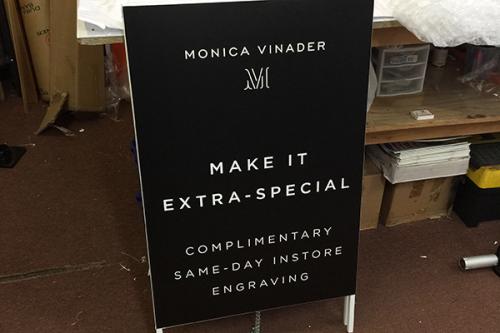 MONICA VINADER
MAKE IT
EXTRA-SPECIAL
COMPLIMENTARY
SAME-DAY INSTORE
ENGRAVING